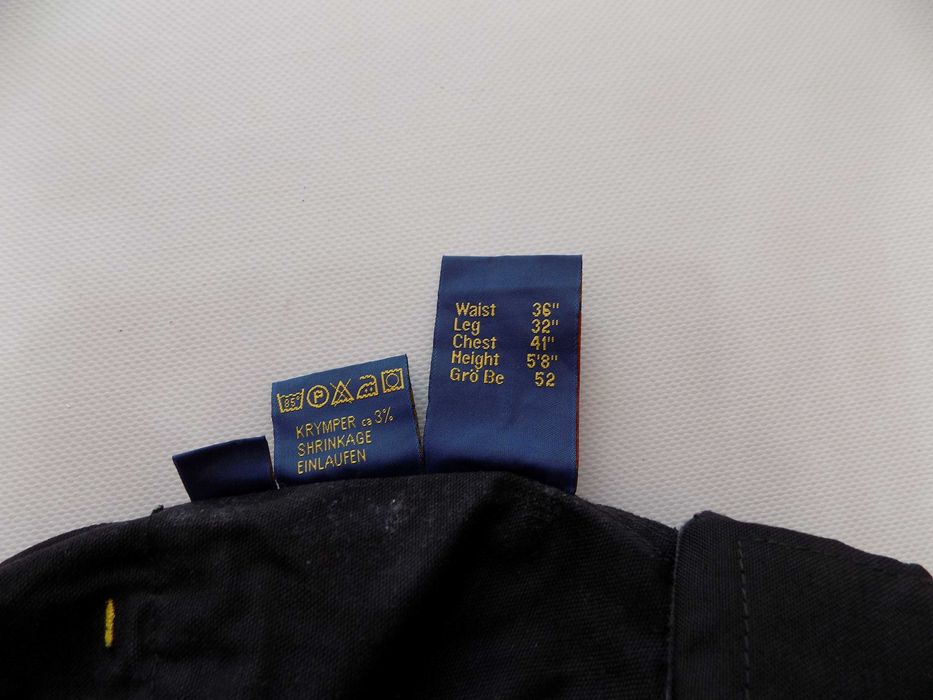 Waist 36"
Leg 32"
Chest 41"
Height 5'8"
Grö Be 52
85°
P
KRYMPER ca 3%
SHRINKAGE
EINLAUFEN